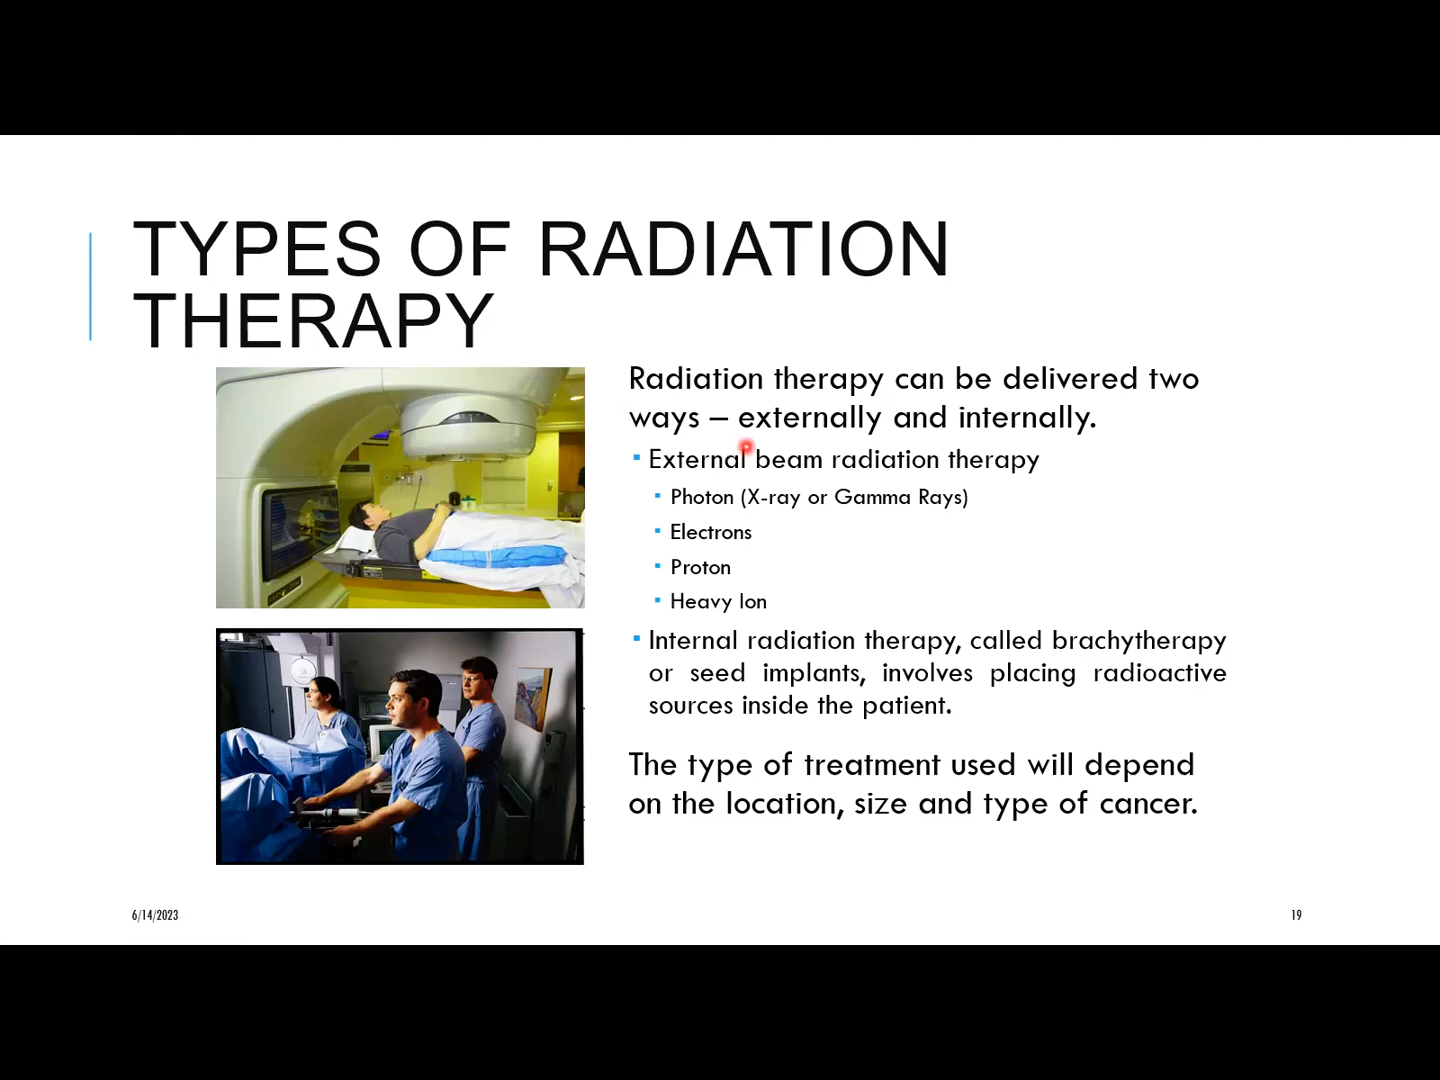 TYPES OF RADIATION
THERAPY
Radiation therapy can be delivered two
ways – externally and internally.
▪ External beam radiation therapy
▪ Photon (X-ray or Gamma Rays)
▪ Electrons
▪ Proton
▪ Heavy Ion
▪ Internal radiation therapy, called brachytherapy
or seed implants, involves placing radioactive
sources inside the patient.
The type of treatment used will depend
on the location, size and type of cancer.
6/14/2023
19